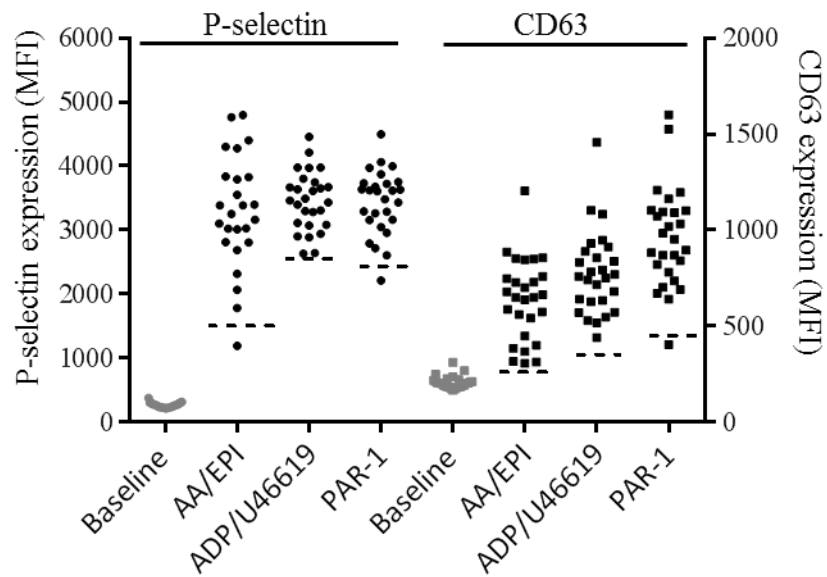 P-selectin CD63
P-selectin expression (MFI)
6000
5000
4000
3000
2000
1000
0
CD63 expression (MFI)
2000
1500
1000
500
0
Baseline
AA/EPI
ADP/U46619
PAR-1
Baseline
AA/EPI
ADP/U46619
PAR-1